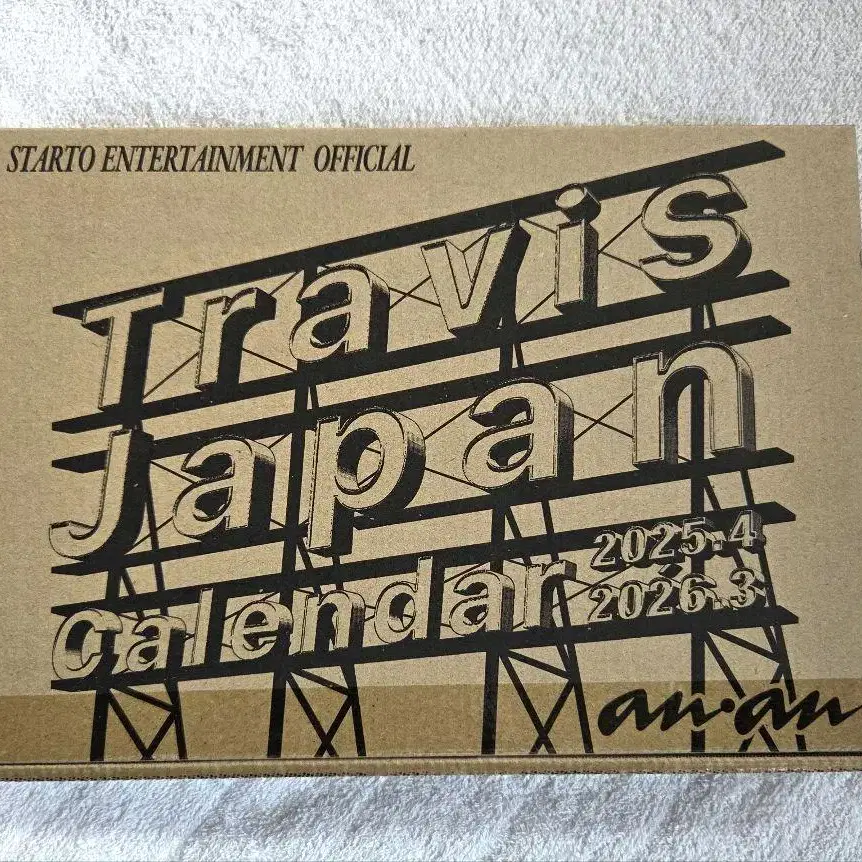 STARTO ENTERTAINMENT OFFICIAL
Travis
Japan
Calendar
2025.4
2026.3
an・an